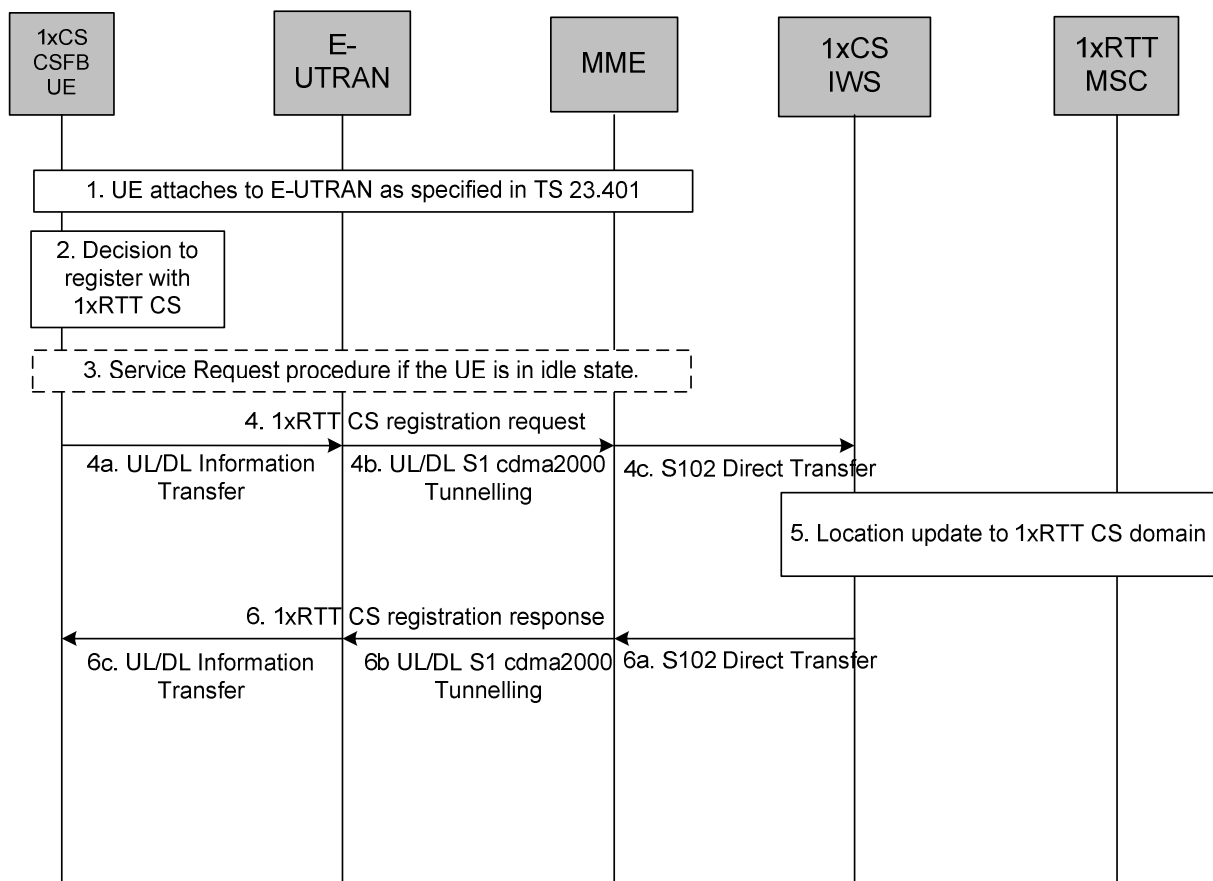 1xCS
CSFB
UE
E-
UTRAN
MME
1xCS
IWS
1xRTT
MSC
1. UE attaches to E-UTRAN as specified in TS 23.401
2. Decision to
register with
1xRTT CS
3. Service Request procedure if the UE is in idle state.
4. 1xRTT CS registration request
4a. UL/DL Information
Transfer
4b. UL/DL S1 cdma2000
Tunnelling
4c. S102 Direct Transfer
5. Location update to 1xRTT CS domain
6. 1xRTT CS registration response
6c. UL/DL Information
Transfer
6b UL/DL S1 cdma2000
Tunnelling
6a. S102 Direct Transfer